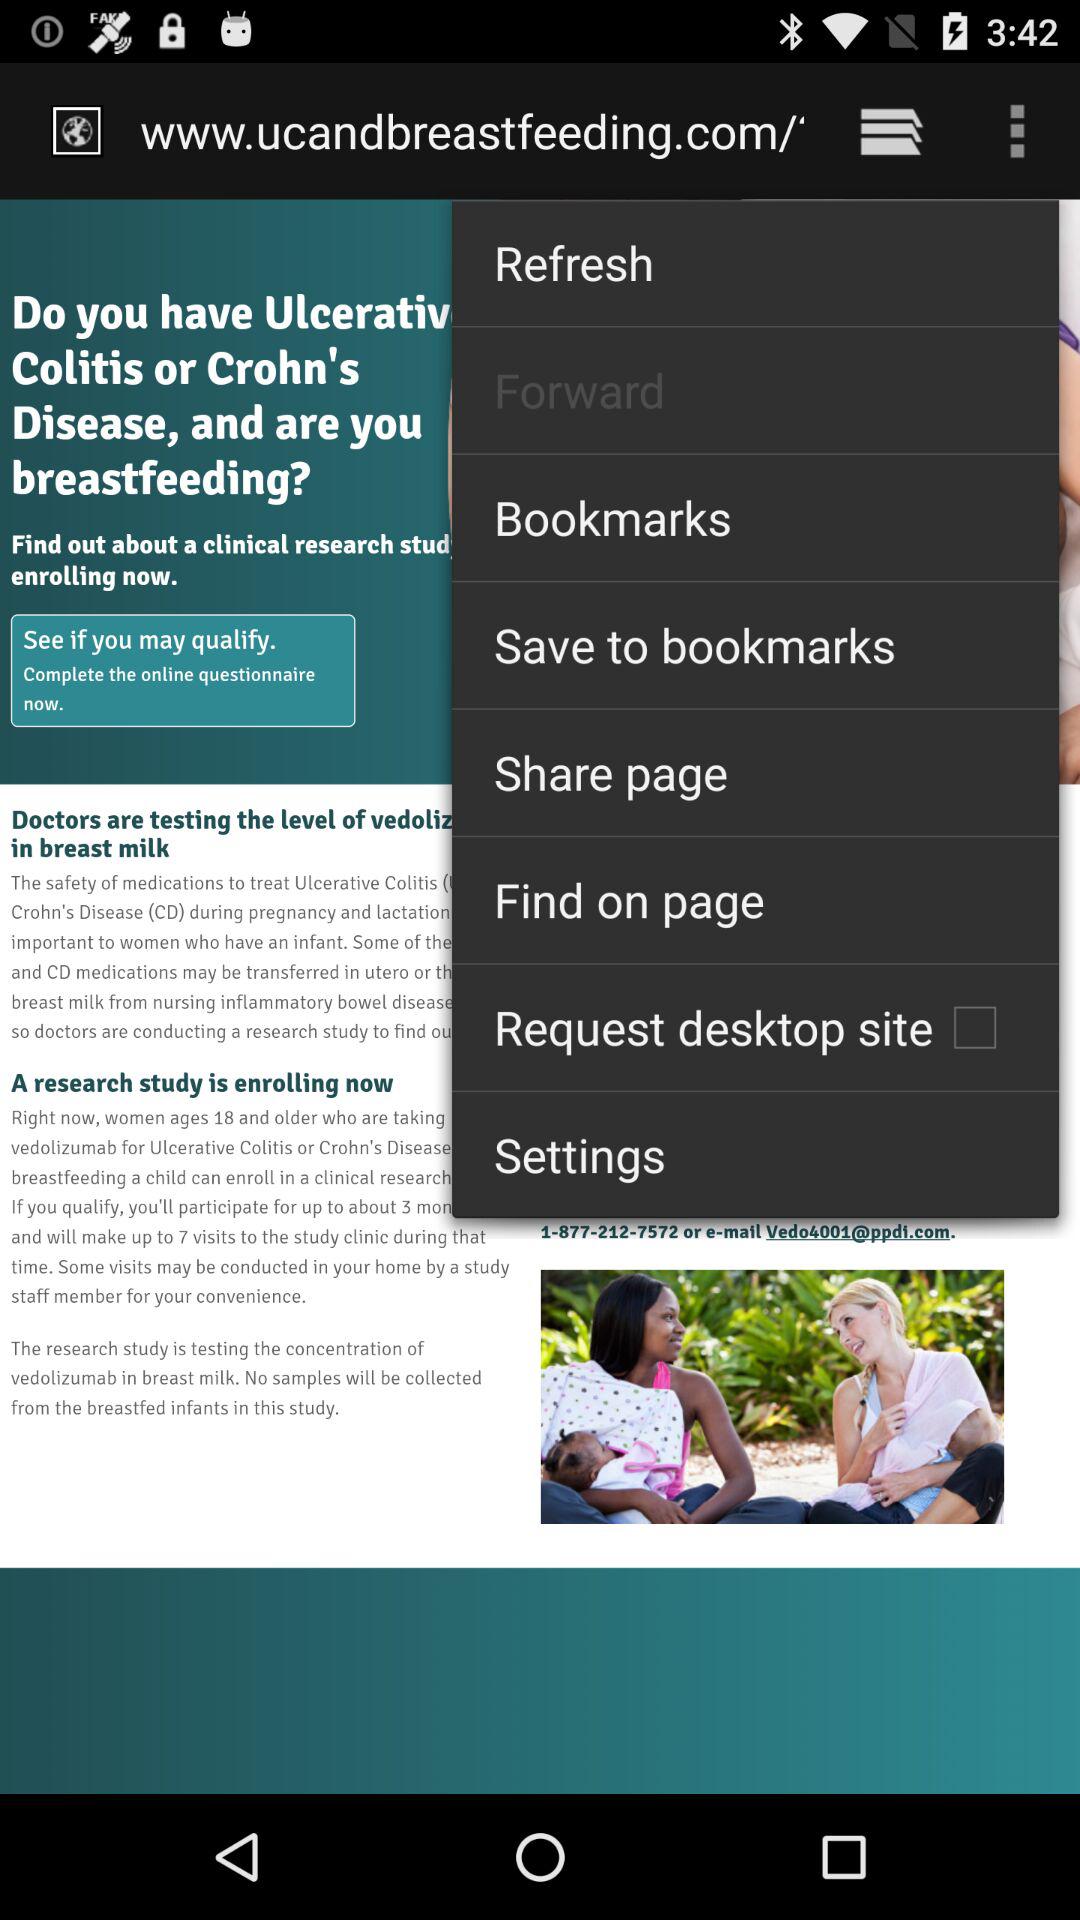 FAKE
3:42
www.ucandbreastfeeding.com/
Refresh
Forward
Bookmarks
Save to bookmarks
Share page
Find on page
Request desktop site
Settings
Do you have
Colitis or Crohn's
Disease, and are you
breastfeeding?
Find out about a clinical research
enrolling now.
See if you may qualify.
Complete the online questionnaire
now.
Doctors are testing the level of
in breast milk
The safety of medications to treat Ulcerative Colitis
Crohn's Disease (CD) during pregnancy and lactation
important to women who have an infant. Some of the
and CD medications may be transferred in utero or
breast milk from nursing inflammatory bowel disease
so doctors are conducting a research study to find
A research study is enrolling now
Right now, women ages 18 and older who are taking
vedolizumab for Ulcerative Colitis or Crohn's Disease
breastfeeding a child can enroll in a clinical research
If you qualify, you'll participate for up to about 3
and will make up to 7 visits to the study clinic during that
time. Some visits may be conducted in your home by a study
staff member for your convenience.
The research study is testing the concentration of
vedolizumab in breast milk. No samples will be collected
from the breastfed infants in this study.
1-877-212-7572 or e-mail Vedo4001@ppdi.com.